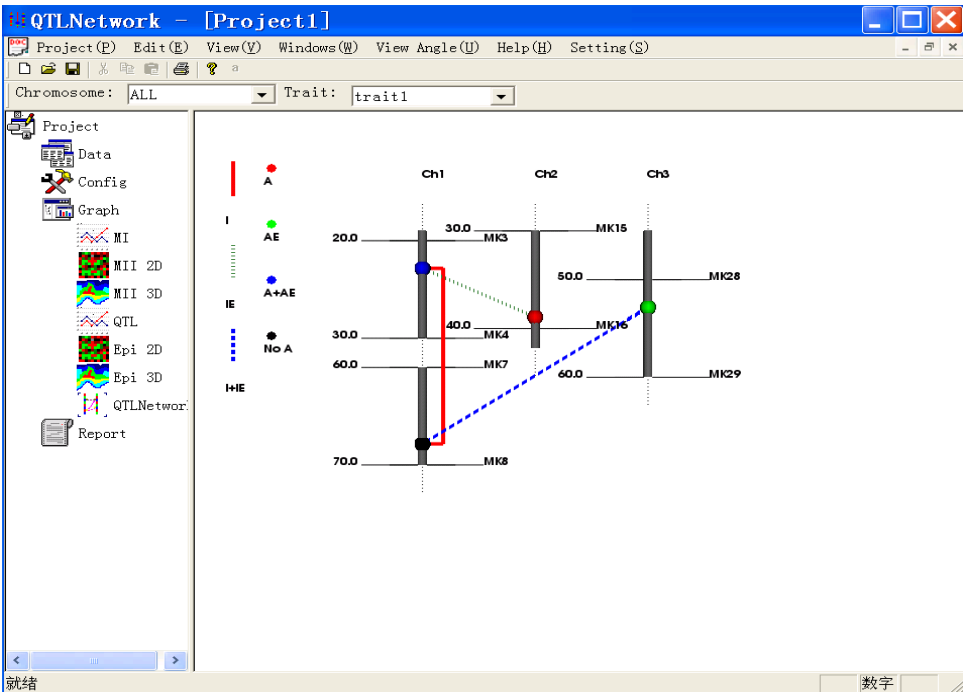 QTLNetwork - [Project1]
Project(P) Edit(E) View(V) Windows(W) View Angle(U) Help(H) Setting(S)
Chromosome: ALL Trait: trait1
Project
Data
Config
Graph
MI
MII 2D
MII 3D
QTL
Epi 2D
Epi 3D
QTLNetwor
Report
I
IE
I+IE
A
AE
A+AE
No A
Ch1 Ch2 Ch3
20.0 MK3
30.0 MK15
50.0 MK28
30.0 MK4
40.0 MK16
60.0 MK7
60.0 MK29
70.0 MK8
就绪 数字